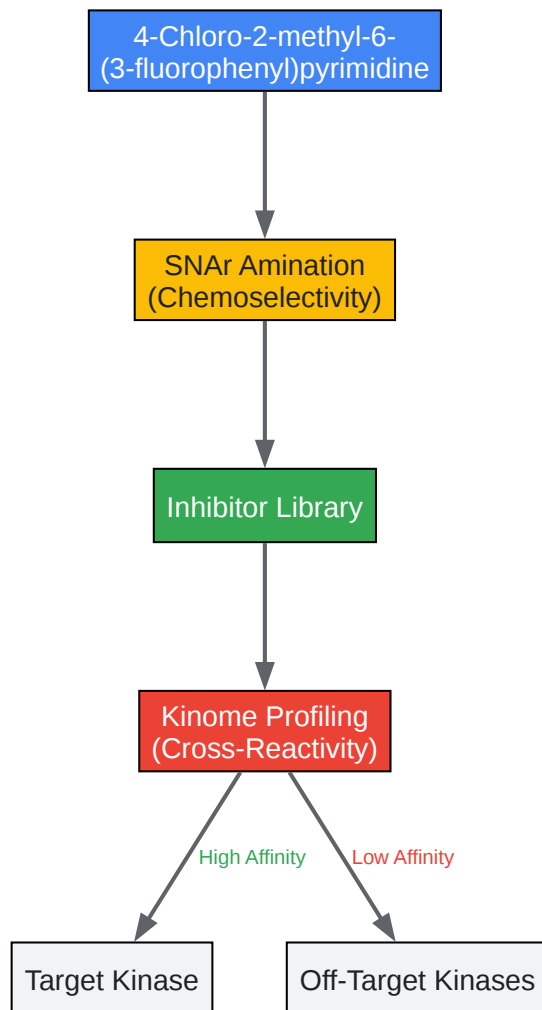 4-Chloro-2-methyl-6-
(3-fluorophenyl)pyrimidine
SNAr Amination
(Chemoselectivity)
Inhibitor Library
Kinome Profiling
(Cross-Reactivity)
High Affinity
Low Affinity
Target Kinase
Off-Target Kinases